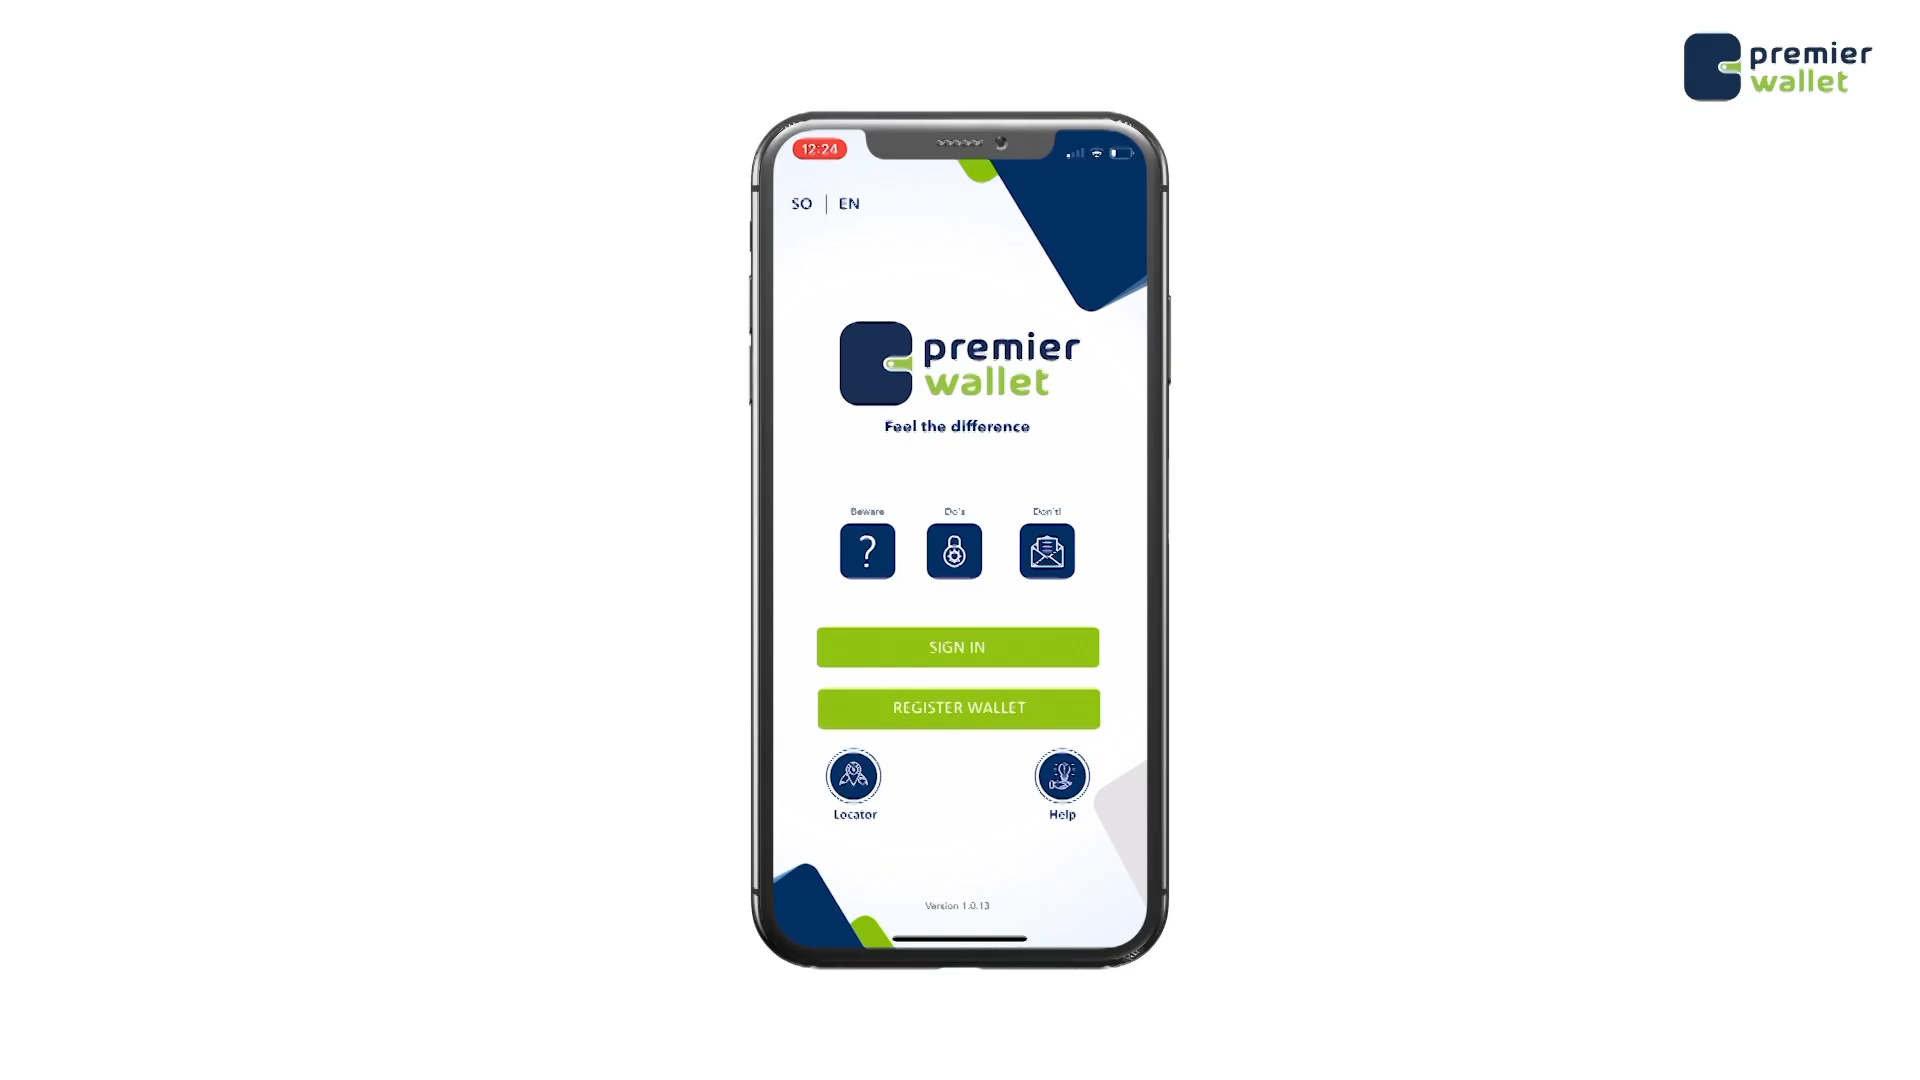 premier
wallet
12:24
SO | EN
premier
wallet
Feel the difference
Beware
Do's
Don't!
?
SIGN IN
REGISTER WALLET
Locator
Help
Version 1.0.13